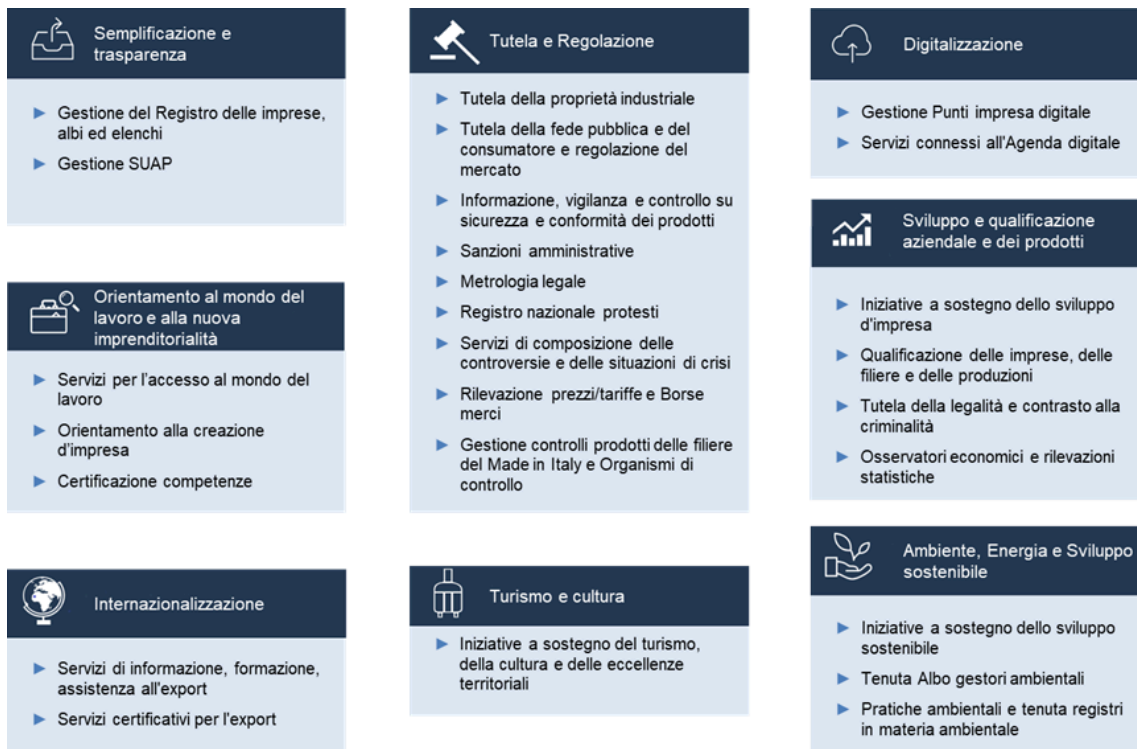 Semplificazione e
trasparenza
Gestione del Registro delle imprese,
albi ed elenchi
Gestione SUAP
Orientamento al mondo del
lavoro e alla nuova
imprenditorialità
Servizi per l'accesso al mondo del
lavoro
Orientamento alla creazione
d'impresa
Certificazione competenze
Internazionalizzazione
Servizi di informazione, formazione,
assistenza all'export
Servizi certificativi per l'export
Tutela e Regolazione
Tutela della proprietà industriale
Tutela della fede pubblica e del
consumatore e regolazione del
mercato
Informazione, vigilanza e controllo su
sicurezza e conformità dei prodotti
Sanzioni amministrative
Metrologia legale
Registro nazionale protesti
Servizi di composizione delle
controversie e delle situazioni di crisi
Rilevazione prezzi/tariffe e Borse
merci
Gestione controlli prodotti delle filiere
del Made in Italy e Organismi di
controllo
Turismo e cultura
Iniziative a sostegno del turismo,
della cultura e delle eccellenze
territoriali
Digitalizzazione
Gestione Punti impresa digitale
Servizi connessi all'Agenda digitale
Sviluppo e qualificazione
aziendale e dei prodotti
Iniziative a sostegno dello sviluppo
d'impresa
Qualificazione delle imprese, delle
filiere e delle produzioni
Tutela della legalità e contrasto alla
criminalità
Osservatori economici e rilevazioni
statistiche
Ambiente, Energia e Sviluppo
sostenibile
Iniziative a sostegno dello sviluppo
sostenibile
Tenuta Albo gestori ambientali
Pratiche ambientali e tenuta registri
in materia ambientale